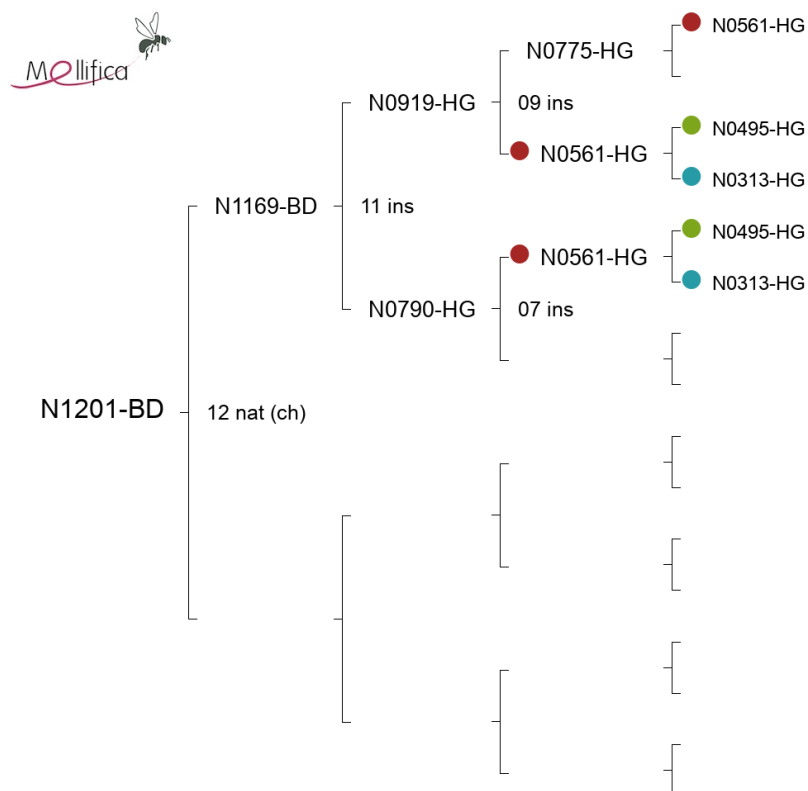 Mellifica
N0561-HG
N0775-HG
N0919-HG
09 ins
N0495-HG
N0561-HG
N0313-HG
N1169-BD
11 ins
N0495-HG
N0561-HG
N0313-HG
N0790-HG
07 ins
N1201-BD
12 nat (ch)